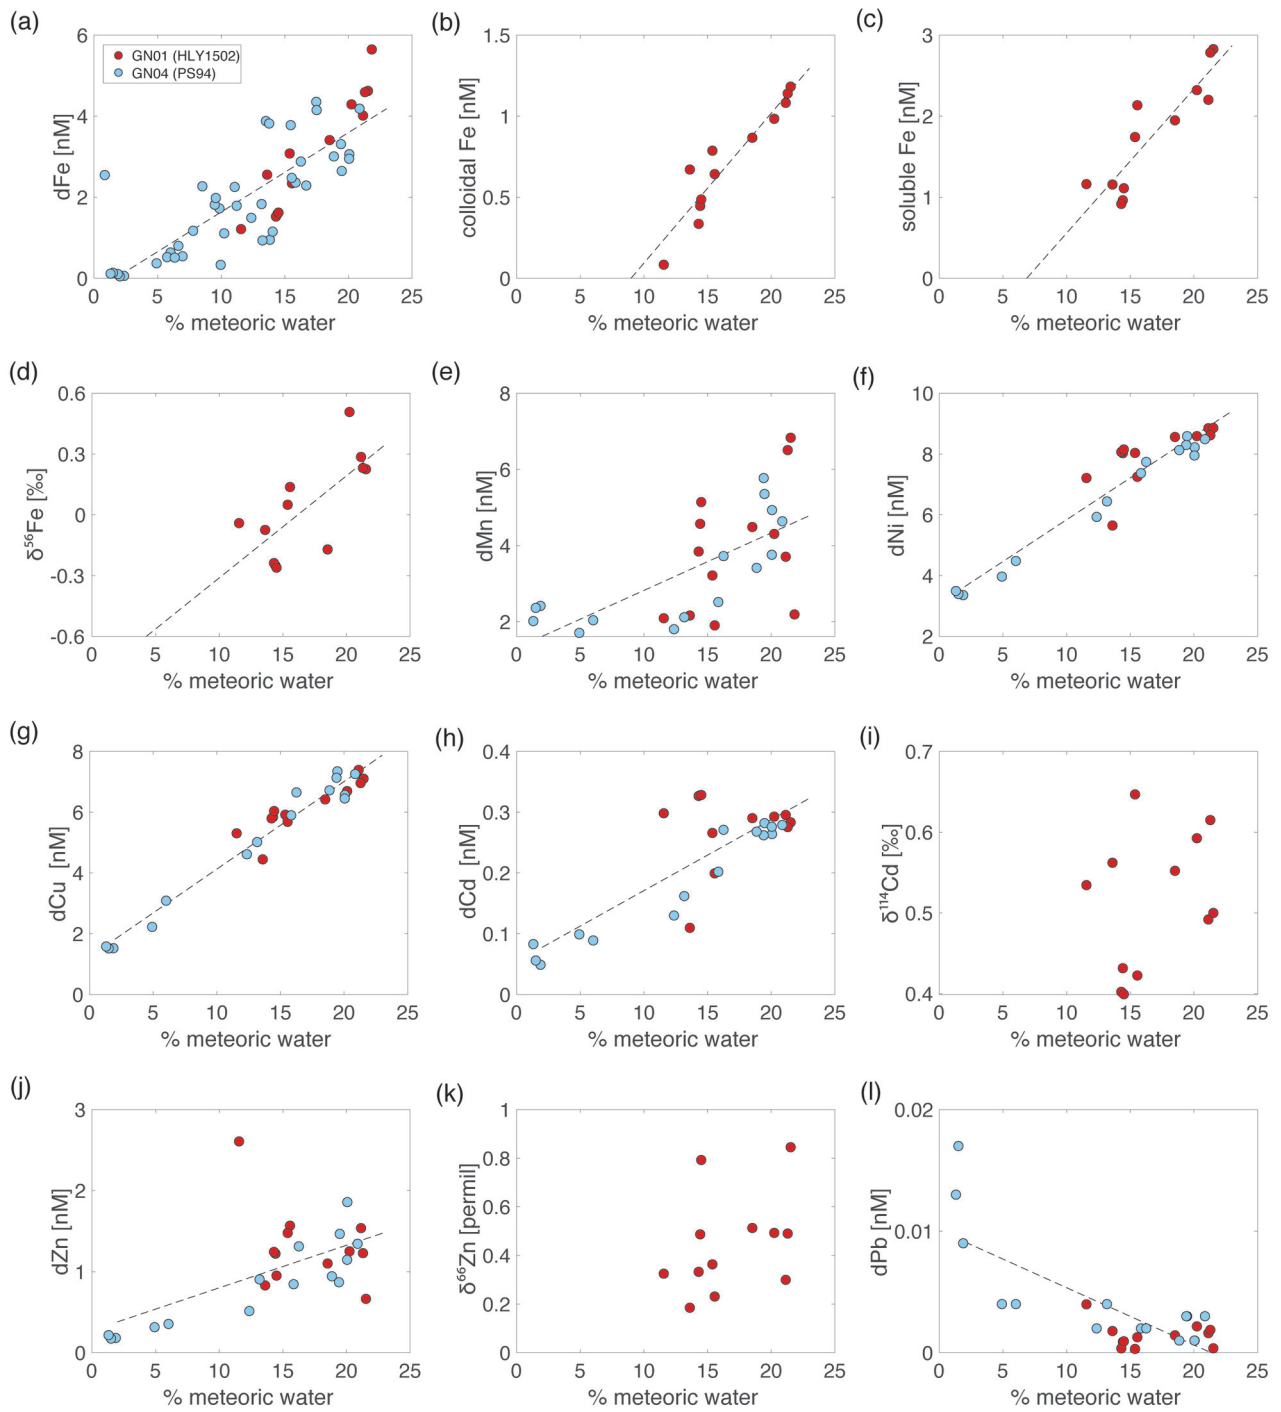 (a)
6
4
2
0
dFe [nM]
GN01 (HLY1502)
GN04 (PS94)
0 5 10 15 20 25
% meteoric water
(b)
1.5
1
0.5
0
colloidal Fe [nM]
0 5 10 15 20 25
% meteoric water
(c)
3
2
1
0
soluble Fe [nM]
0 5 10 15 20 25
% meteoric water
(d)
0.6
0.3
0
-0.3
-0.6
δ⁵⁶Fe [‰]
0 5 10 15 20 25
% meteoric water
(e)
8
6
4
2
dMn [nM]
0 5 10 15 20 25
% meteoric water
(f)
10
8
6
4
2
dNi [nM]
0 5 10 15 20 25
% meteoric water
(g)
8
6
4
2
0
dCu [nM]
0 5 10 15 20 25
% meteoric water
(h)
0.4
0.3
0.2
0.1
0
dCd [nM]
0 5 10 15 20 25
% meteoric water
(i)
0.7
0.6
0.5
0.4
δ¹¹⁴Cd [‰]
0 5 10 15 20 25
% meteoric water
(j)
3
2
1
0
dZn [nM]
0 5 10 15 20 25
% meteoric water
(k)
1
0.8
0.6
0.4
0.2
0
δ⁶⁶Zn [permil]
0 5 10 15 20 25
% meteoric water
(l)
0.02
0.01
0
dPb [nM]
0 5 10 15 20 25
% meteoric water